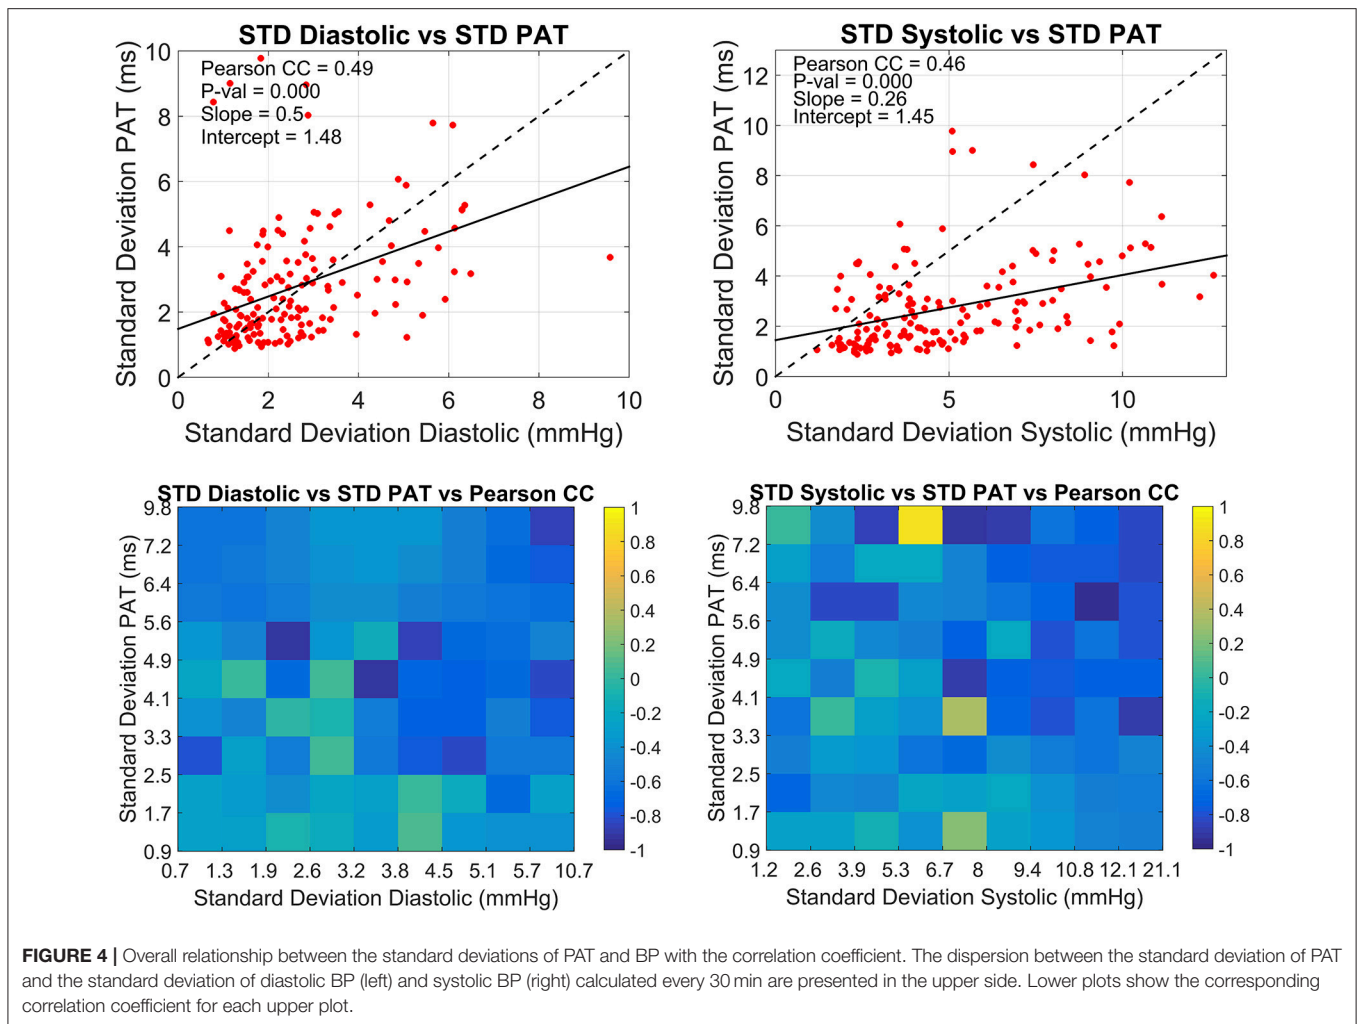 STD Diastolic vs STD PAT
Pearson CC = 0.49
P-val = 0.000
Slope = 0.5
Intercept = 1.48
Standard Deviation PAT (ms)
10
8
6
4
2
0
0 2 4 6 8 10
Standard Deviation Diastolic (mmHg)
STD Systolic vs STD PAT
Pearson CC = 0.46
P-val = 0.000
Slope = 0.26
Intercept = 1.45
Standard Deviation PAT (ms)
12
10
8
6
4
2
0
0 5 10
Standard Deviation Systolic (mmHg)
STD Diastolic vs STD PAT vs Pearson CC
Standard Deviation PAT (ms)
9.8
7.2
6.4
5.6
4.9
4.1
3.3
2.5
1.7
0.9
0.7 1.3 1.9 2.6 3.2 3.8 4.5 5.1 5.7 10.7
Standard Deviation Diastolic (mmHg)
1
0.8
0.6
0.4
0.2
0
-0.2
-0.4
-0.6
-0.8
-1
STD Systolic vs STD PAT vs Pearson CC
Standard Deviation PAT (ms)
9.8
7.2
6.4
5.6
4.9
4.1
3.3
2.5
1.7
0.9
1.2 2.6 3.9 5.3 6.7 8 9.4 10.8 12.1 21.1
Standard Deviation Systolic (mmHg)
1
0.8
0.6
0.4
0.2
0
-0.2
-0.4
-0.6
-0.8
-1
FIGURE 4 | Overall relationship between the standard deviations of PAT and BP with the correlation coefficient. The dispersion between the standard deviation of PAT
and the standard deviation of diastolic BP (left) and systolic BP (right) calculated every 30 min are presented in the upper side. Lower plots show the corresponding
correlation coefficient for each upper plot.